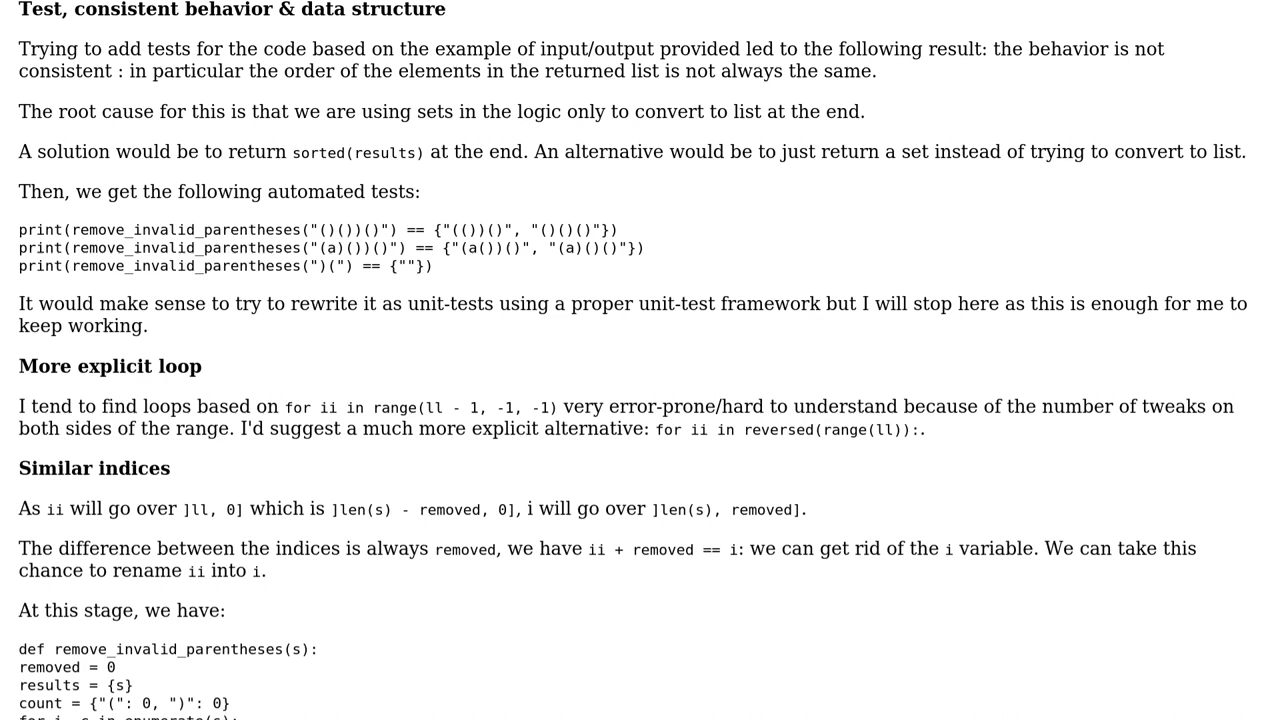 Test, consistent behavior & data structure
Trying to add tests for the code based on the example of input/output provided led to the following result: the behavior is not
consistent : in particular the order of the elements in the returned list is not always the same.
The root cause for this is that we are using sets in the logic only to convert to list at the end.
A solution would be to return sorted(results) at the end. An alternative would be to just return a set instead of trying to convert to list.
Then, we get the following automated tests:
print(remove_invalid_parentheses("()())()") == {"(())()", "()()()"})
print(remove_invalid_parentheses("(a)())()") == {"(a())()", "(a)()()"})
print(remove_invalid_parentheses(")(") == {""})
It would make sense to try to rewrite it as unit-tests using a proper unit-test framework but I will stop here as this is enough for me to
keep working.
More explicit loop
I tend to find loops based on for ii in range(ll - 1, -1, -1) very error-prone/hard to understand because of the number of tweaks on
both sides of the range. I'd suggest a much more explicit alternative: for ii in reversed(range(ll)):.
Similar indices
As ii will go over ]ll, 0] which is ]len(s) - removed, 0], i will go over ]len(s), removed].
The difference between the indices is always removed, we have ii + removed == i: we can get rid of the i variable. We can take this
chance to rename ii into i.
At this stage, we have:
def remove_invalid_parentheses(s):
removed = 0
results = {s}
count = {"(": 0, ")": 0}
for i, c in enumerate(s):